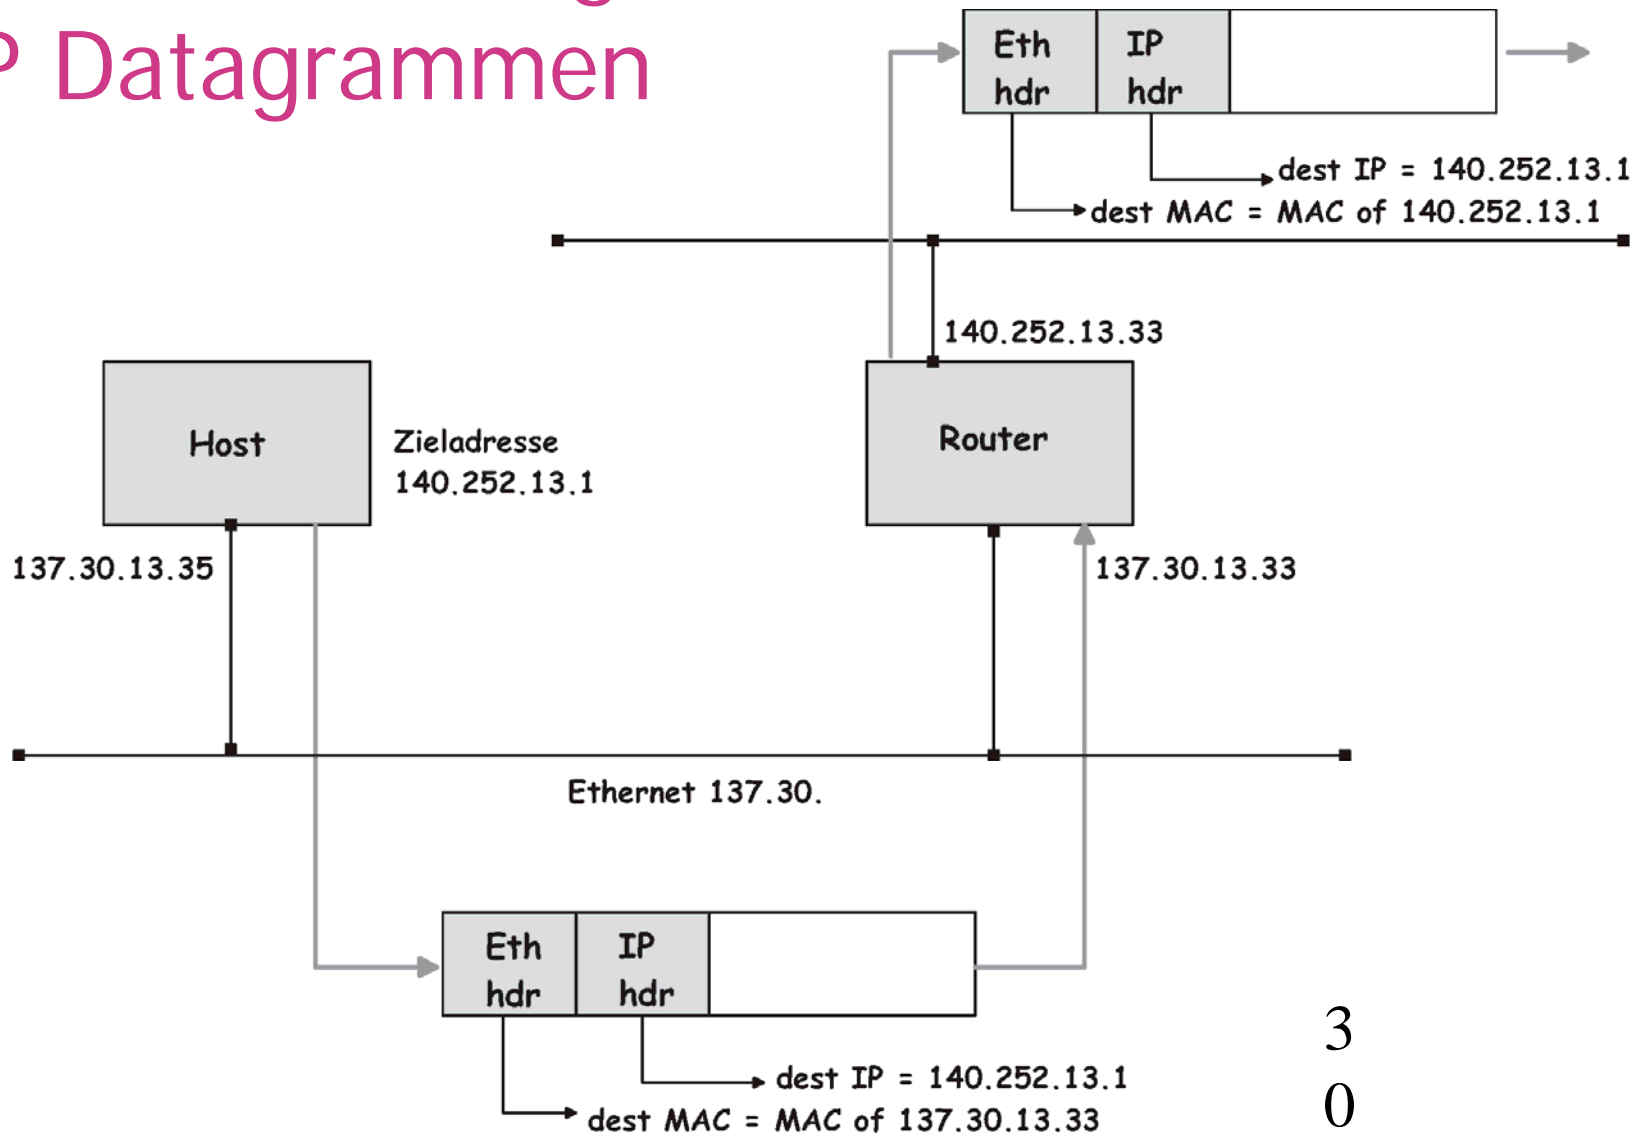 P Datagrammen
Eth IP
hdr hdr
dest IP = 140.252.13.1
dest MAC = MAC of 140.252.13.1
140.252.13.33
Host
Zieladresse
140.252.13.1
Router
137.30.13.35
137.30.13.33
Ethernet 137.30.
Eth IP
hdr hdr
dest IP = 140.252.13.1
dest MAC = MAC of 137.30.13.33
3
0